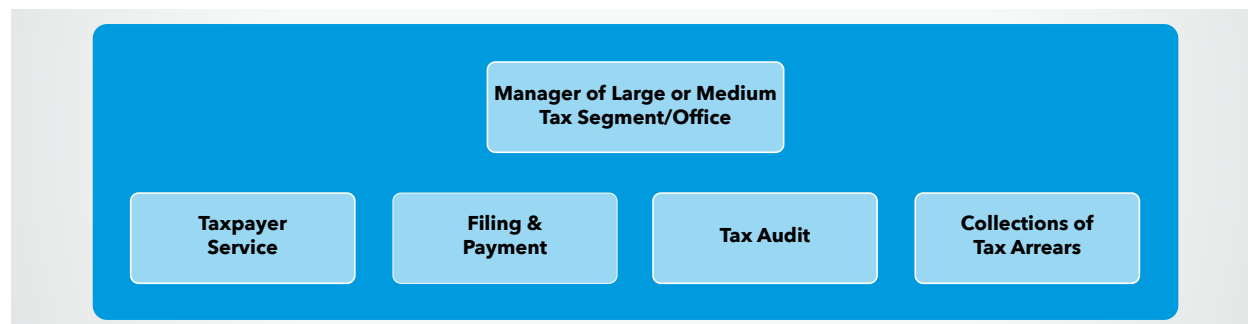 Manager of Large or Medium
Tax Segment/Office
Taxpayer
Service
Filing &
Payment
Tax Audit
Collections of
Tax Arrears